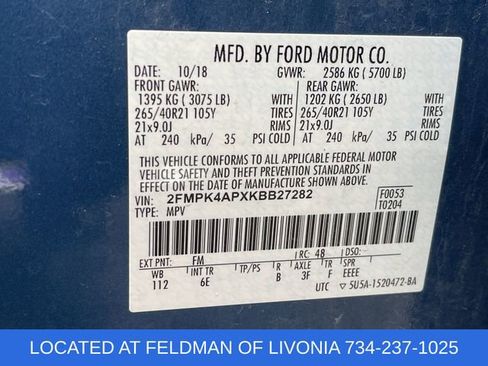 MFD. BY FORD MOTOR CO.
DATE: 10/18 GVWR: 2586 KG (5700 LB)
FRONT GAWR: REAR GAWR:
1395 KG (3075 LB) WITH 1202 KG (2650 LB) WITH
265/40R21 105Y TIRES 265/40R21 105Y TIRES
21x9.0J RIMS 21x9.0J RIMS
AT 240 kPa/ 35 PSI COLD AT 240 kPa/ 35 PSI COLD
THIS VEHICLE CONFORMS TO ALL APPLICABLE FEDERAL MOTOR
VEHICLE SAFETY AND THEFT PREVENTION STANDARDS IN EFFECT
ON THE DATE OF MANUFACTURE SHOWN ABOVE.
VIN: 2FMPK4APXKBB27282 F0053
TYPE: MPV T0204
EXT PNT: FM RC: 48 DSO:
WB INT TR TP/PS R AXLE TR
112 6E B 3F F EEEE
UTC ▽5U5A-1520472-BA
LOCATED AT FELDMAN OF LIVONIA 734-237-1025